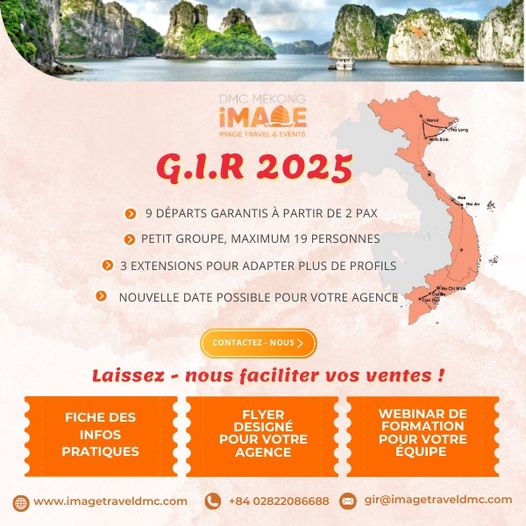 DMC MÉKONG
iMAGE
IMAGE TRAVEL & EVENTS
G.I.R 2025
9 DÉPARTS GARANTIS À PARTIR DE 2 PAX
PETIT GROUPE, MAXIMUM 19 PERSONNES
3 EXTENSIONS POUR ADAPTER PLUS DE PROFILS
NOUVELLE DATE POSSIBLE POUR VOTRE AGENCE
Hanoi
Ha Long
Ninh Binh
Hue
Hoi An
Ho Chi Minh
Can Tho
CONTACTEZ - NOUS
Laissez - nous faciliter vos ventes !
FICHE DES
INFOS
PRATIQUES
FLYER
DESIGNÉ
POUR VOTRE
AGENCE
WEBINAR DE
FORMATION
POUR VOTRE
ÉQUIPE
www.imagetraveldmc.com
+84 02822086688
gir@imagetraveldmc.com